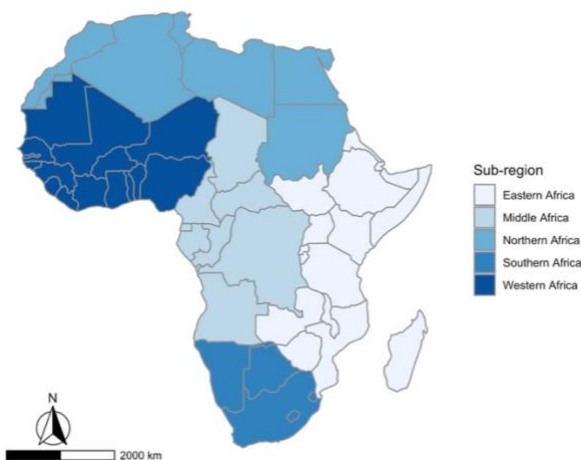 Sub-region
Eastern Africa
Middle Africa
Northern Africa
Southern Africa
Western Africa
N
2000 km